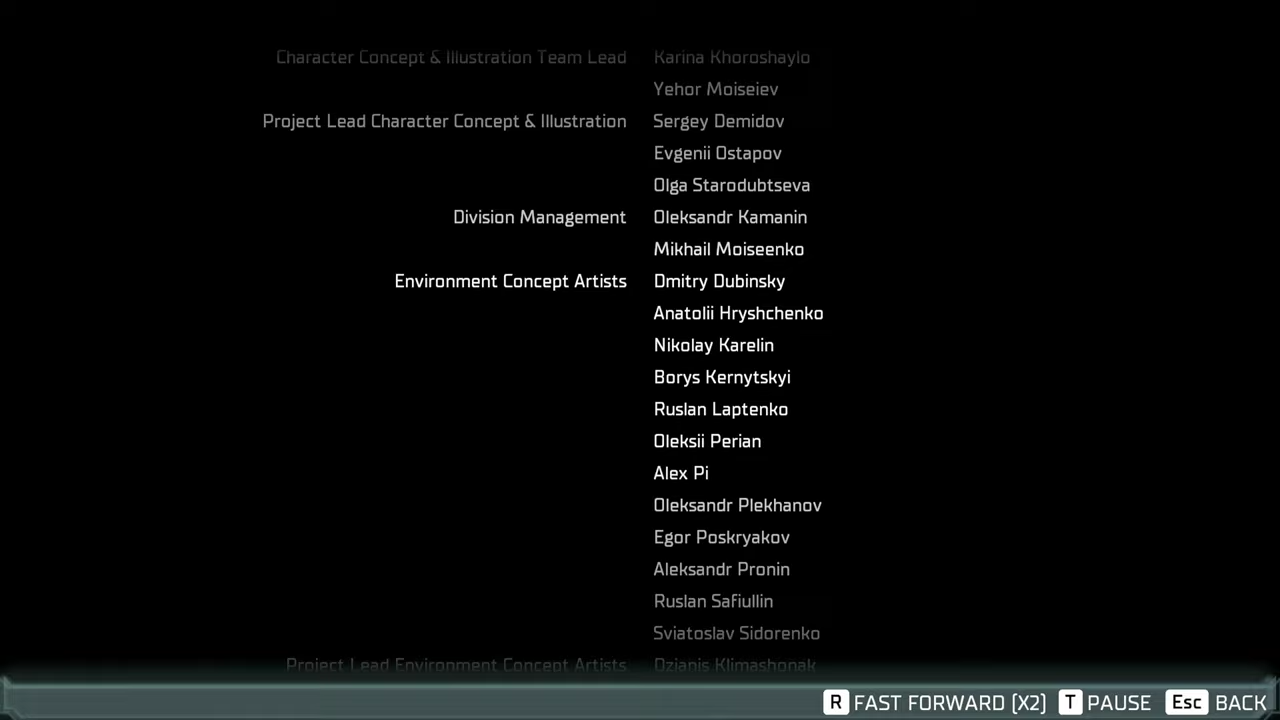 Character Concept & Illustration Team Lead Karina Khoroshaylo
Yehor Moiseiev
Project Lead Character Concept & Illustration Sergey Demidov
Evgenii Ostapov
Olga Starodubtseva
Division Management Oleksandr Kamanin
Mikhail Moiseenko
Environment Concept Artists Dmitry Dubinsky
Anatolii Hryshchenko
Nikolay Karelin
Borys Kernytskyi
Ruslan Laptenko
Oleksii Perian
Alex Pi
Oleksandr Plekhanov
Egor Poskryakov
Aleksandr Pronin
Ruslan Safiullin
Sviatoslav Sidorenko
Project Lead Environment Concept Artists Dzianis Klimashonak
R FAST FORWARD [X2] T PAUSE Esc BACK